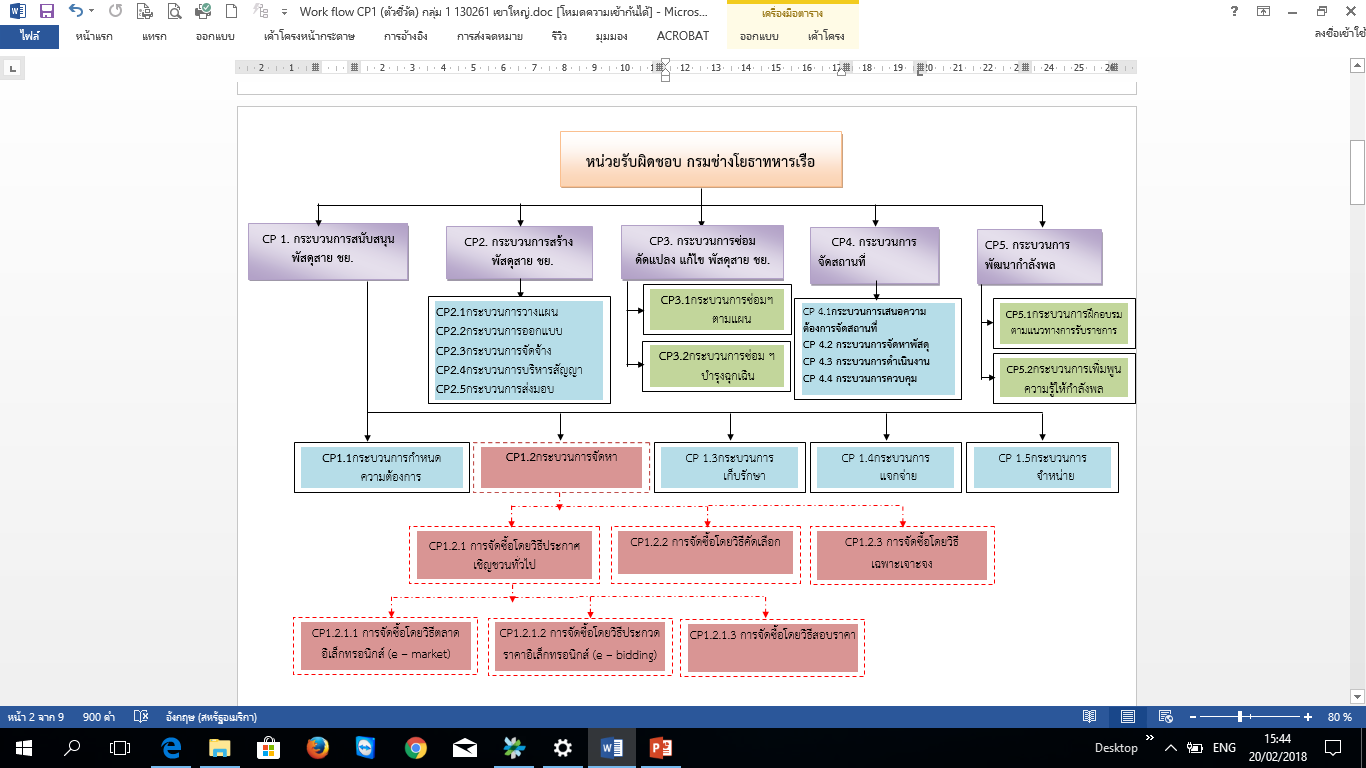 Work flow CP1 (ตัวชี้วัด) กลุ่ม 1 130261 เขาใหญ่.doc [โหมดความเข้ากันได้] - Micros...
เครื่องมือตาราง
ไฟล์ หน้าแรก แทรก ออกแบบ เค้าโครงหน้ากระดาษ การอ้างอิง การส่งจดหมาย รีวิว มุมมอง ACROBAT ออกแบบ เค้าโครง
ลงชื่อเข้าใช้
2 1 1 2 3 4 5 6 7 8 9 10 11 12 13 14 15 16 17 18 19 20 21 22 23 24 25 26
หน่วยรับผิดชอบ กรมช่างโยธาทหารเรือ
CP 1. กระบวนการสนับสนุน
พัสดุสาย ชย.
CP2. กระบวนการสร้าง
พัสดุสาย ชย.
CP3. กระบวนการซ่อม
ดัดแปลง แก้ไข พัสดุสาย ชย.
CP4. กระบวนการ
จัดสถานที่
CP5. กระบวนการ
พัฒนากำลังพล
CP2.1กระบวนการวางแผน
CP2.2กระบวนการออกแบบ
CP2.3กระบวนการจัดจ้าง
CP2.4กระบวนการบริหารสัญญา
CP2.5กระบวนการส่งมอบ
CP3.1กระบวนการซ่อมฯ
ตามแผน
CP3.2กระบวนการซ่อม ฯ
บำรุงฉุกเฉิน
CP 4.1กระบวนการเสนอความ
ต้องการจัดสถานที่
CP 4.2 กระบวนการจัดหาพัสดุ
CP 4.3 กระบวนการดำเนินงาน
CP 4.4 กระบวนการควบคุม
CP5.1กระบวนการฝึกอบรม
ตามแนวทางการรับราชการ
CP5.2กระบวนการเพิ่มพูน
ความรู้ให้กำลังพล
CP1.1กระบวนการกำหนด
ความต้องการ
CP1.2กระบวนการจัดหา
CP 1.3กระบวนการ
เก็บรักษา
CP 1.4กระบวนการ
แจกจ่าย
CP 1.5กระบวนการ
จำหน่าย
CP1.2.1 การจัดซื้อโดยวิธีประกาศ
เชิญชวนทั่วไป
CP1.2.2 การจัดซื้อโดยวิธีคัดเลือก
CP1.2.3 การจัดซื้อโดยวิธี
เฉพาะเจาะจง
CP1.2.1.1 การจัดซื้อโดยวิธีตลาด
อิเล็กทรอนิกส์ (e – market)
CP1.2.1.2 การจัดซื้อโดยวิธีประกวด
ราคาอิเล็กทรอนิกส์ (e – bidding)
CP1.2.1.3 การจัดซื้อโดยวิธีสอบราคา
หน้า 2 จาก 9 900 คำ อังกฤษ (สหรัฐอเมริกา) 80 %
Desktop ENG 15:44
20/02/2018